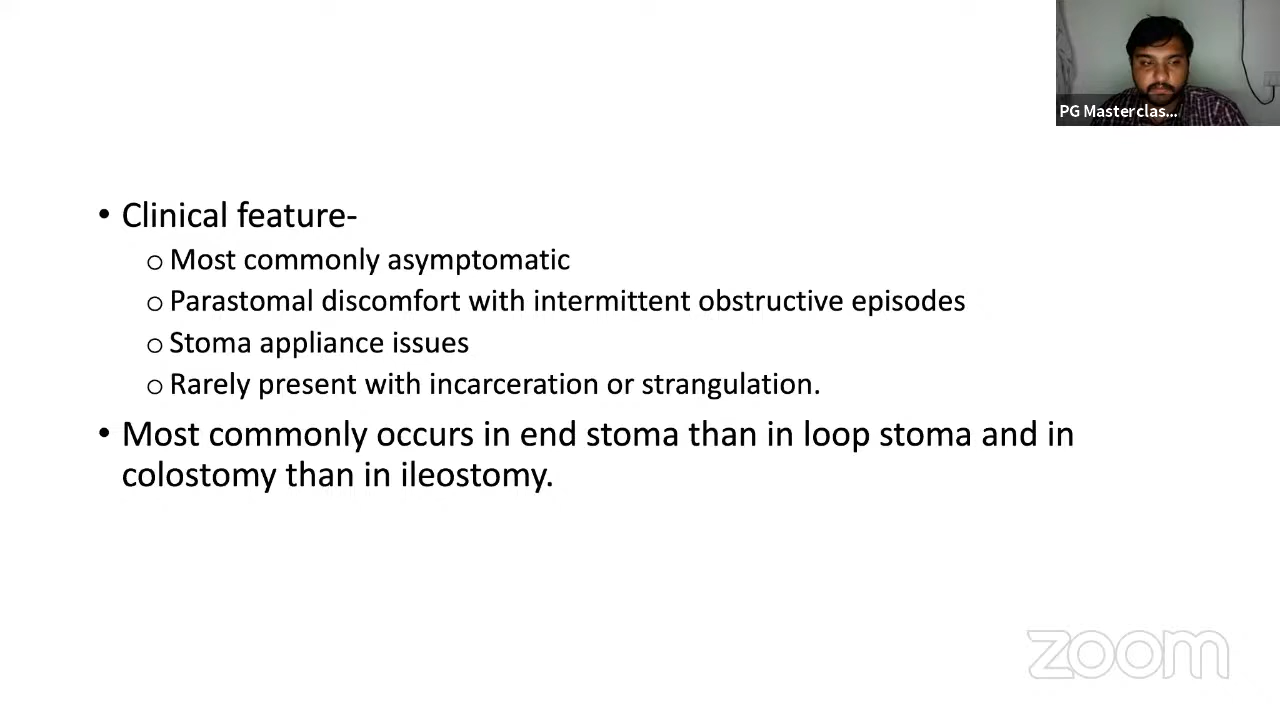 PG Masterclas...
• Clinical feature-
o Most commonly asymptomatic
o Parastomal discomfort with intermittent obstructive episodes
o Stoma appliance issues
o Rarely present with incarceration or strangulation.
• Most commonly occurs in end stoma than in loop stoma and in
colostomy than in ileostomy.
zoom